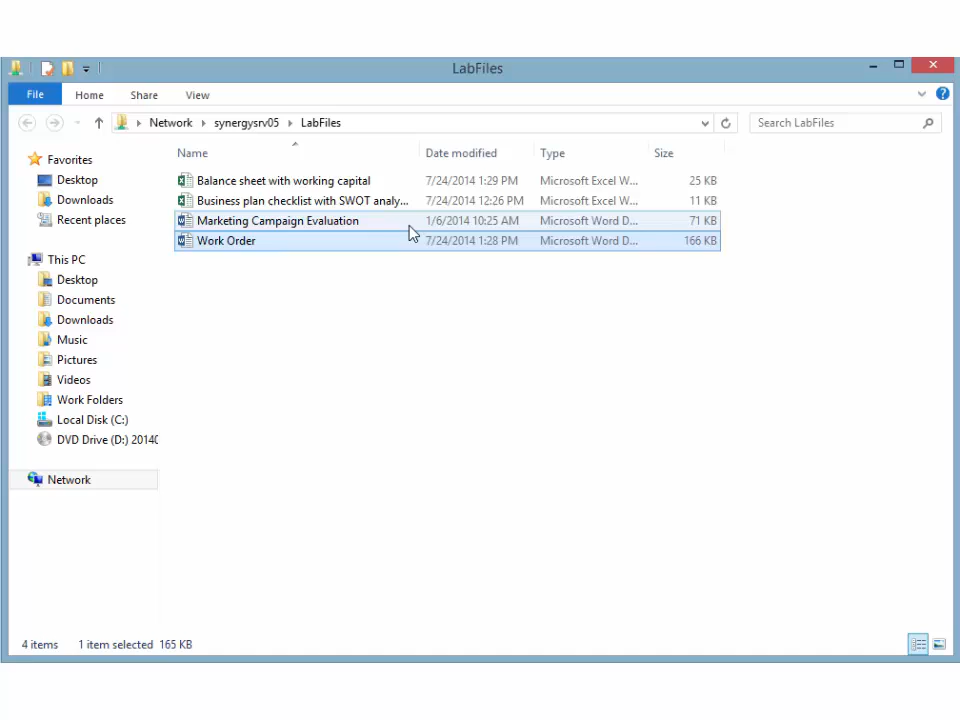 LabFiles
File Home Share View
Network synergysrv05 LabFiles Search LabFiles
Name Date modified Type Size
Favorites
Desktop
Downloads
Recent places
This PC
Desktop
Documents
Downloads
Music
Pictures
Videos
Work Folders
Local Disk (C:)
DVD Drive (D:) 2014
Network
Balance sheet with working capital 7/24/2014 1:29 PM Microsoft Excel W... 25 KB
Business plan checklist with SWOT analy... 7/24/2014 12:26 PM Microsoft Excel W... 11 KB
Marketing Campaign Evaluation 1/6/2014 10:25 AM Microsoft Word D... 71 KB
Work Order 7/24/2014 1:28 PM Microsoft Word D... 166 KB
4 items 1 item selected 165 KB